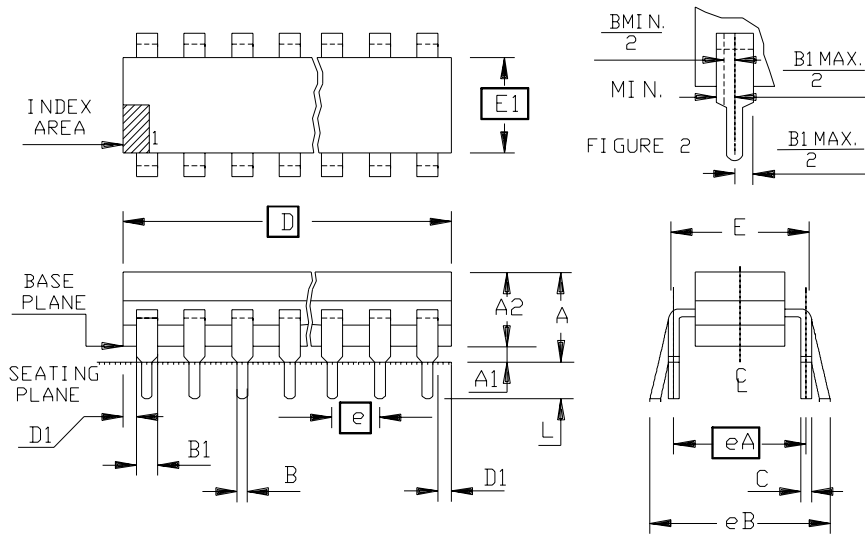 BMIN.
2
B1 MAX.
2
MIN.
E1
INDEX
AREA
1
FIGURE 2
B1 MAX.
2
D
E
BASE
PLANE
A2
A
SEATING
PLANE
A1
L
e
D1
B1
B
D1
CL
eA
C
eB